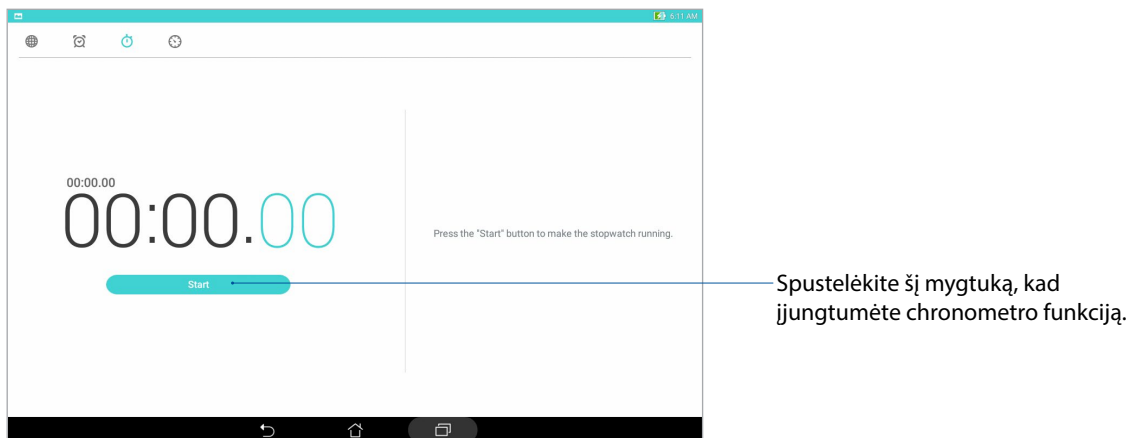 6:11 AM
00:00.00
00:00.00
Start
Press the "Start" button to make the stopwatch running.
Spustelėkite šį mygtuką, kad
įjungtumėte chronometro funkciją.